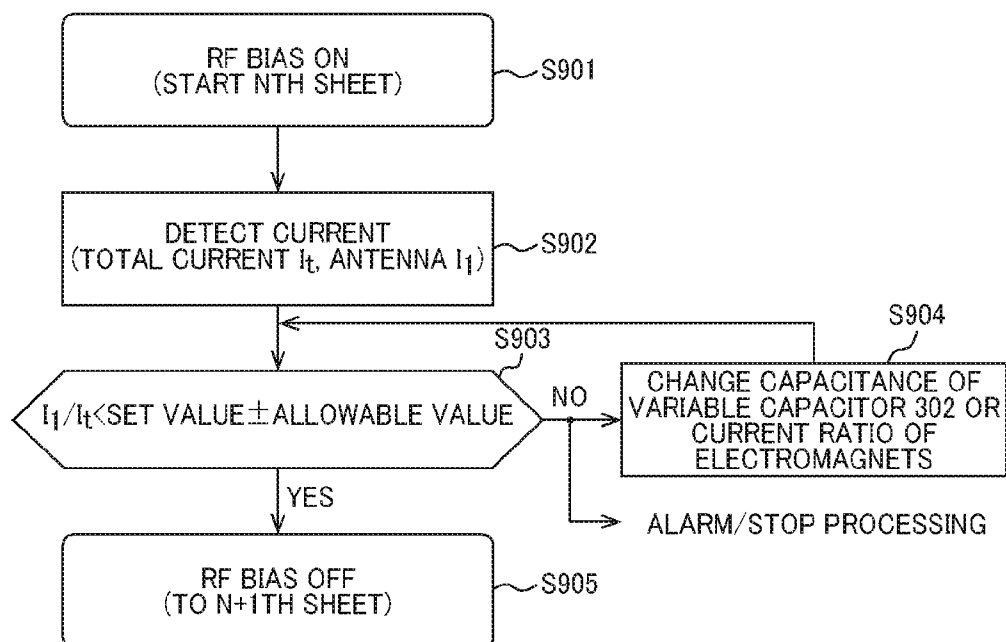 RF BIAS ON
(START NTH SHEET)
S901
DETECT CURRENT
(TOTAL CURRENT It, ANTENNA I1)
S902
S903
I1/It<SET VALUE±ALLOWABLE VALUE
NO
S904
CHANGE CAPACITANCE OF
VARIABLE CAPACITOR 302 OR
CURRENT RATIO OF
ELECTROMAGNETS
YES
ALARM/STOP PROCESSING
RF BIAS OFF
(TO N+1TH SHEET)
S905